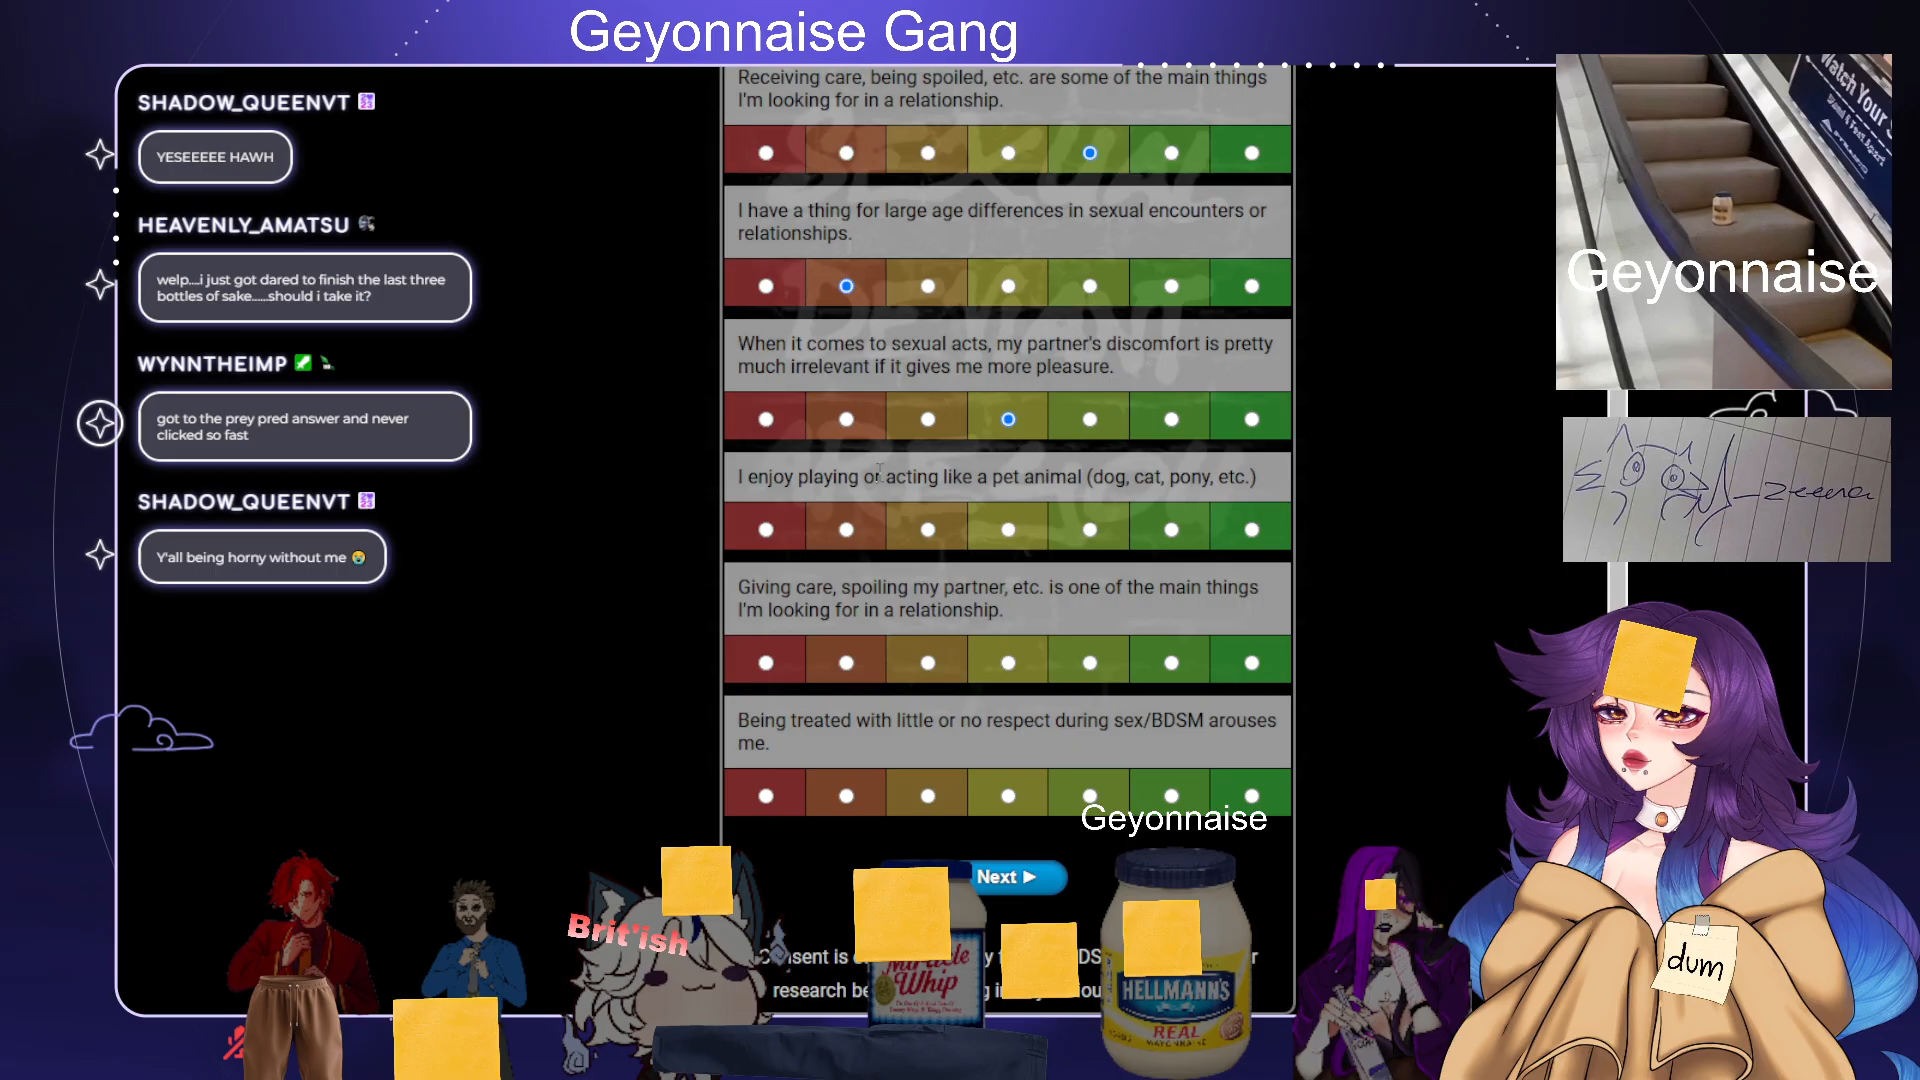 Geyonnaise Gang
SHADOW_QUEENVT
YESEEEEE HAWH
HEAVENLY_AMATSU
welp....i just got dared to finish the last three
bottles of sake......should i take it?
WYNNTHEIMP
got to the prey pred answer and never
clicked so fast
SHADOW_QUEENVT
Y'all being horny without me 😭
Receiving care, being spoiled, etc. are some of the main things
I'm looking for in a relationship.
I have a thing for large age differences in sexual encounters or
relationships.
When it comes to sexual acts, my partner's discomfort is pretty
much irrelevant if it gives me more pleasure.
I enjoy playing or acting like a pet animal (dog, cat, pony, etc.)
Giving care, spoiling my partner, etc. is one of the main things
I'm looking for in a relationship.
Being treated with little or no respect during sex/BDSM arouses
me.
Geyonnaise
Next
research
Brit'ish
Miracle
Whip
HELLMANN'S
REAL
MAYONNAISE
Watch Your
Geyonnaise
dum